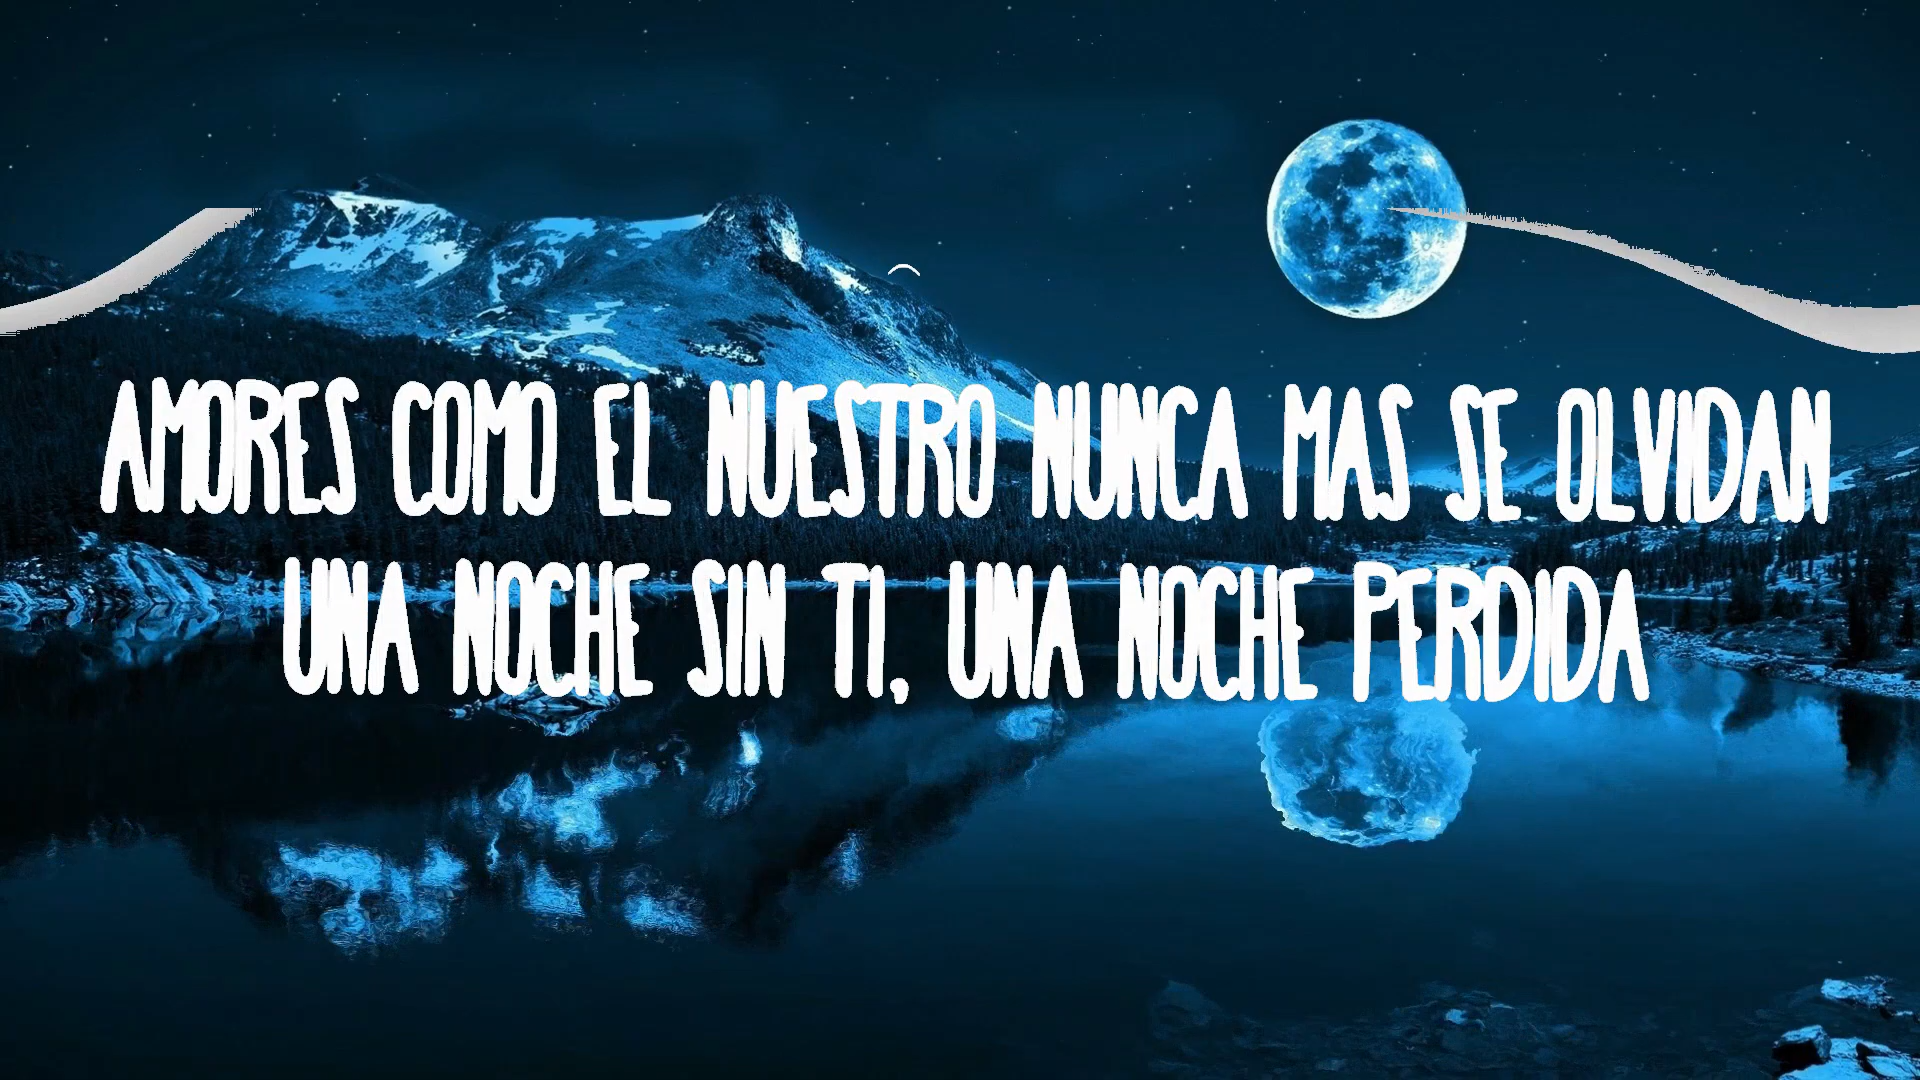 AMORES COMO EL NUESTRO NUNCA MAS SE OLVIDAN
UNA NOCHE SIN TI, UNA NOCHE PERDIDA